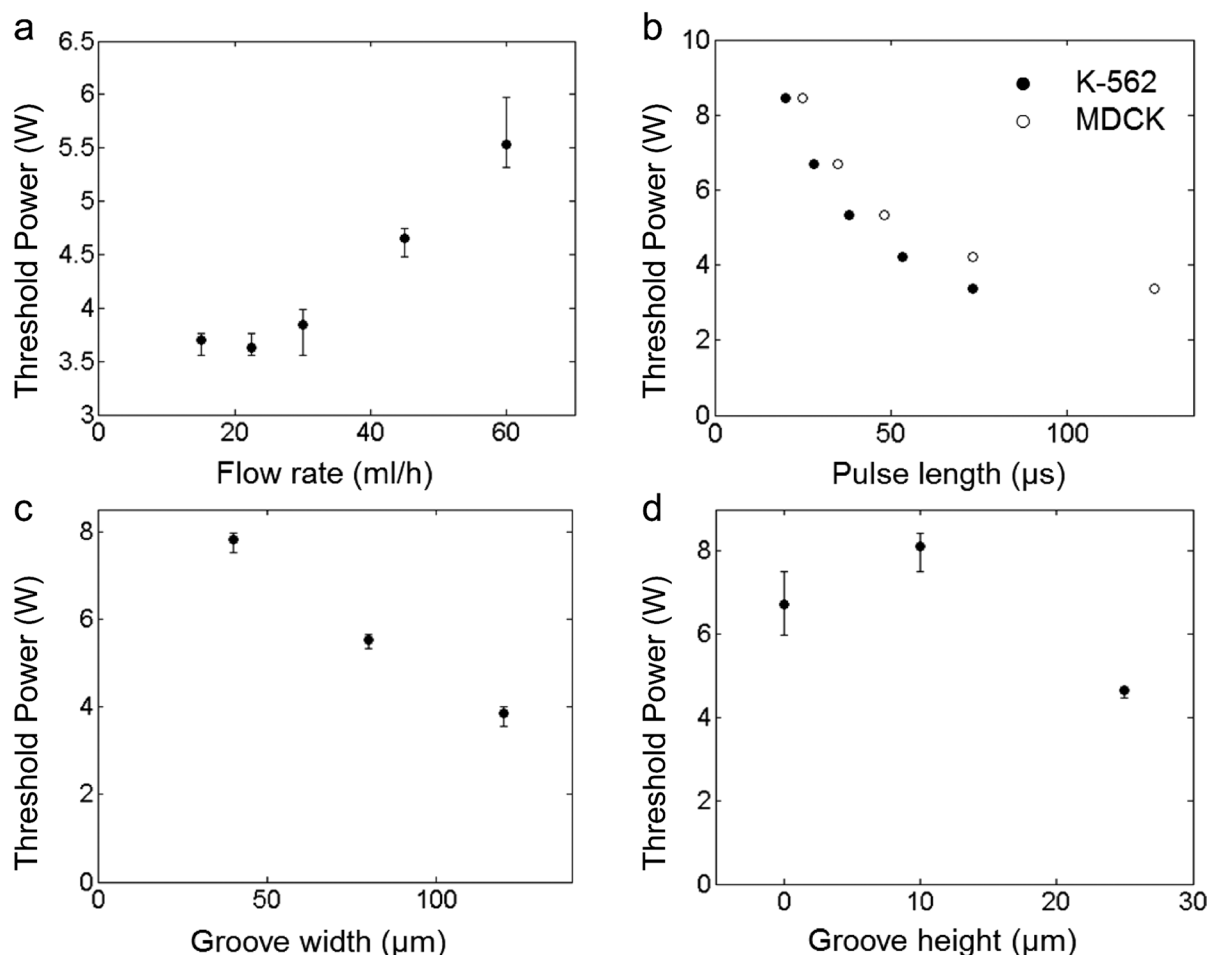 a
Threshold Power (W)
6.5
6
5.5
5
4.5
4
3.5
3
0
20
40
60
Flow rate (ml/h)
b
Threshold Power (W)
10
8
6
4
2
0
K-562
MDCK
0
50
100
Pulse length (µs)
c
Threshold Power (W)
8
6
4
2
0
0
50
100
Groove width (µm)
d
Threshold Power (W)
8
6
4
2
0
0
10
20
30
Groove height (µm)